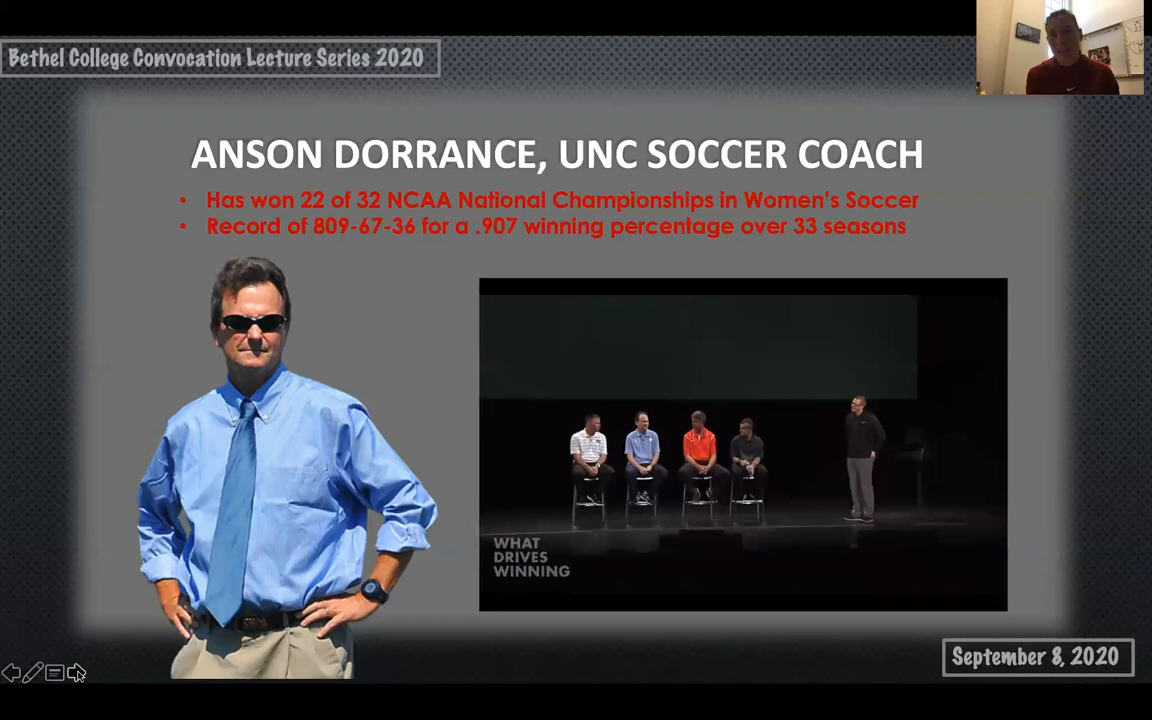 Bethel College Convocation Lecture Series 2020
ANSON DORRANCE, UNC SOCCER COACH
• Has won 22 of 32 NCAA National Championships in Women's Soccer
• Record of 809-67-36 for a .907 winning percentage over 33 seasons
WHAT
DRIVES
WINNING
September 8, 2020